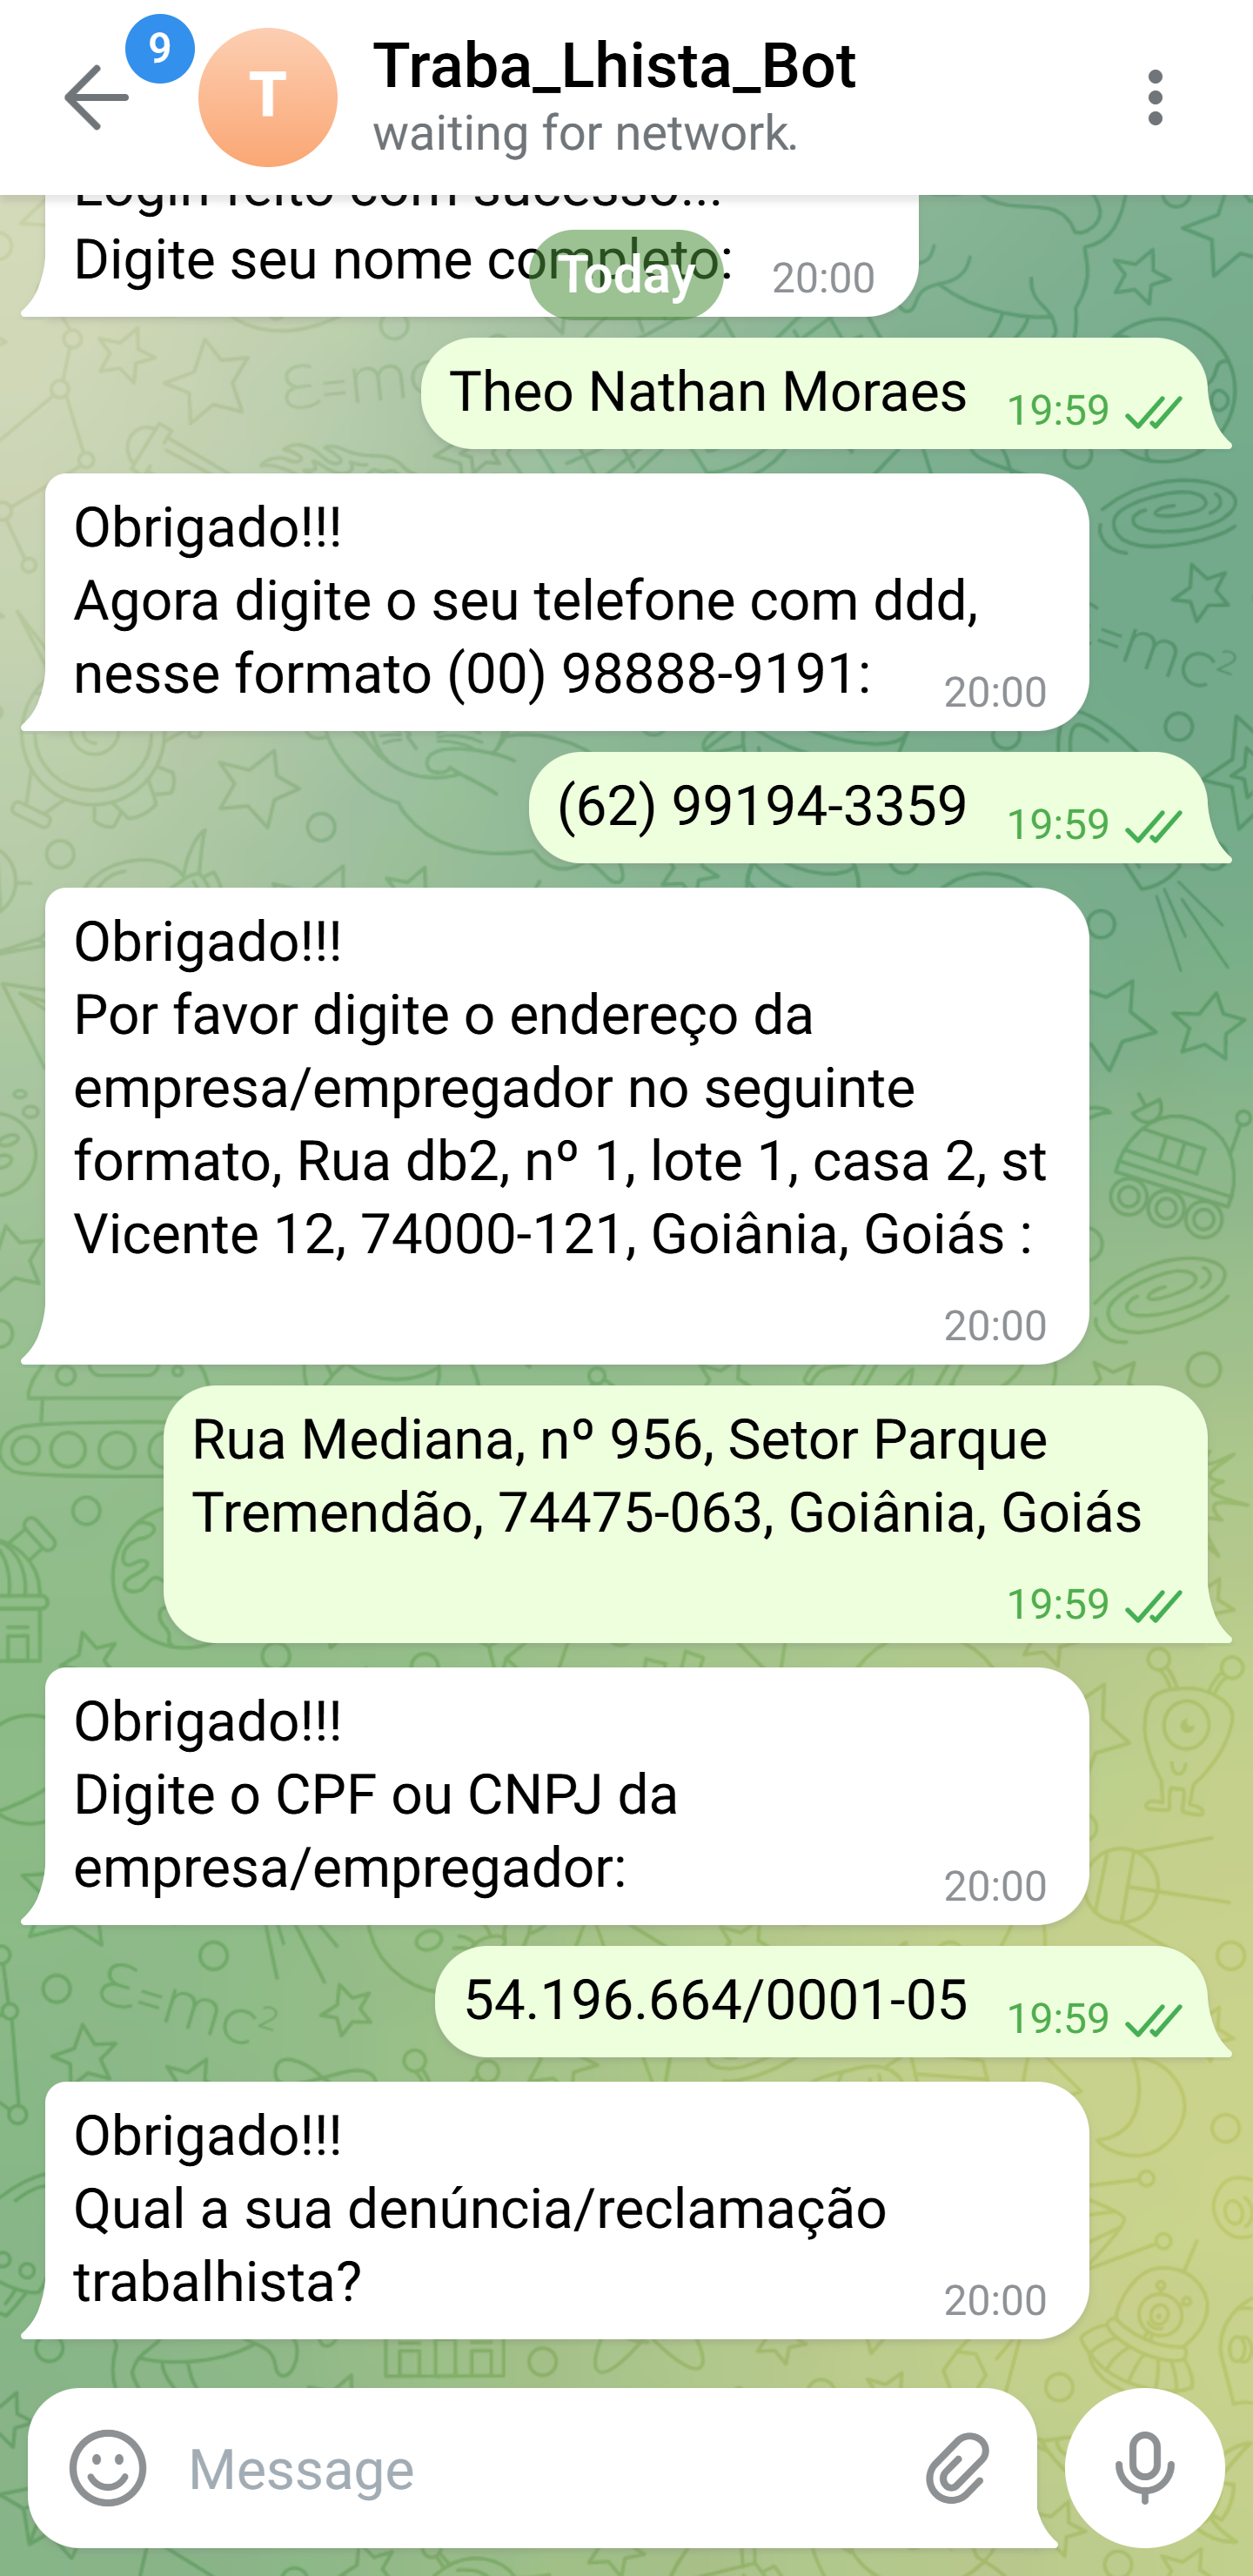 9
T
Traba_Lhista_Bot
waiting for network.
Login feito com sucesso...
Digite seu nome completo:
20:00
Today
Theo Nathan Moraes 19:59
Obrigado!!!
Agora digite o seu telefone com ddd,
nesse formato (00) 98888-9191: 20:00
(62) 99194-3359 19:59
Obrigado!!!
Por favor digite o endereço da
empresa/empregador no seguinte
formato, Rua db2, nº 1, lote 1, casa 2, st
Vicente 12, 74000-121, Goiânia, Goiás :
20:00
Rua Mediana, nº 956, Setor Parque
Tremendão, 74475-063, Goiânia, Goiás
19:59
Obrigado!!!
Digite o CPF ou CNPJ da
empresa/empregador: 20:00
54.196.664/0001-05 19:59
Obrigado!!!
Qual a sua denúncia/reclamação
trabalhista? 20:00
Message